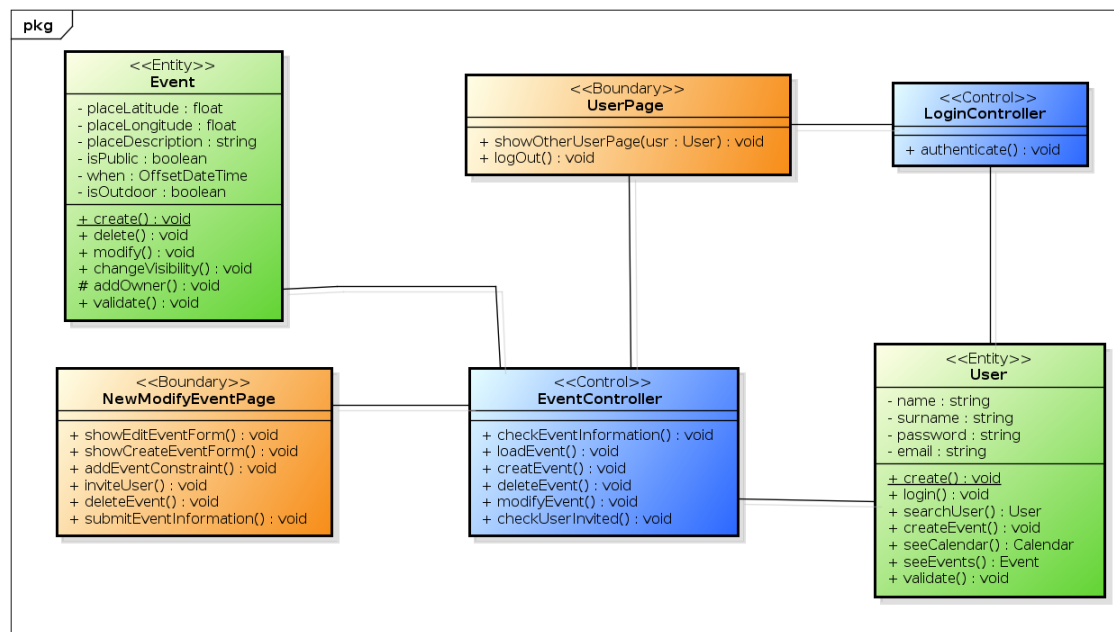 pkg
<<Entity>>
Event
- placeLatitude : float
- placeLongitude : float
- placeDescription : string
- isPublic : boolean
- when : OffsetDateTime
- isOutdoor : boolean
+ create() : void
+ delete() : void
+ modify() : void
+ changeVisibility() : void
# addOwner() : void
+ validate() : void
<<Boundary>>
UserPage
+ showOtherUserPage(usr : User) : void
+ logOut() : void
<<Control>>
LoginController
+ authenticate() : void
<<Boundary>>
NewModifyEventPage
+ showEditEventForm() : void
+ showCreateEventForm() : void
+ addEventConstraint() : void
+ inviteUser() : void
+ deleteEvent() : void
+ submitEventInformation() : void
<<Control>>
EventController
+ checkEventInformation() : void
+ loadEvent() : void
+ creatEvent() : void
+ deleteEvent() : void
+ modifyEvent() : void
+ checkUserInvited() : void
<<Entity>>
User
- name : string
- surname : string
- password : string
- email : string
+ create() : void
+ login() : void
+ searchUser() : User
+ createEvent() : void
+ seeCalendar() : Calendar
+ seeEvents() : Event
+ validate() : void